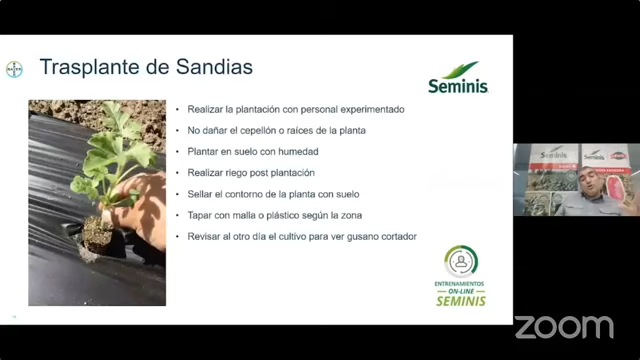 Trasplante de Sandias
Seminis
• Realizar la plantación con personal experimentado
• No dañar el cepellón o raíces de la planta
• Plantar en suelo con humedad
• Realizar riego post plantación
• Sellar el contorno de la planta con suelo
• Tapar con malla o plástico según la zona
• Revisar al otro día el cultivo para ver gusano cortador
ENTRENAMIENTOS
ON-LINE
SEMINIS
zoom